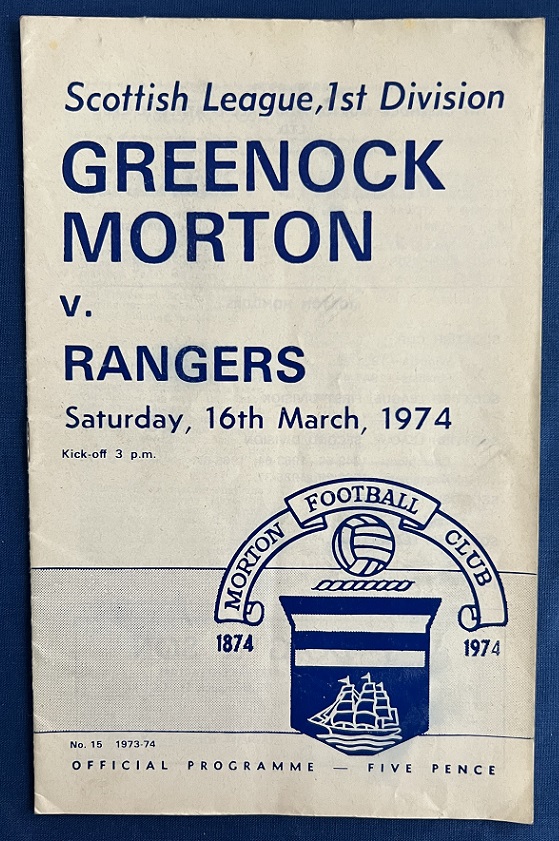 Scottish League, 1st Division
GREENOCK
MORTON
v.
RANGERS
Saturday, 16th March, 1974
Kick-off 3 p.m.
MORTON FOOTBALL CLUB
1874 1974
No. 15 1973-74
OFFICIAL PROGRAMME — FIVE PENCE